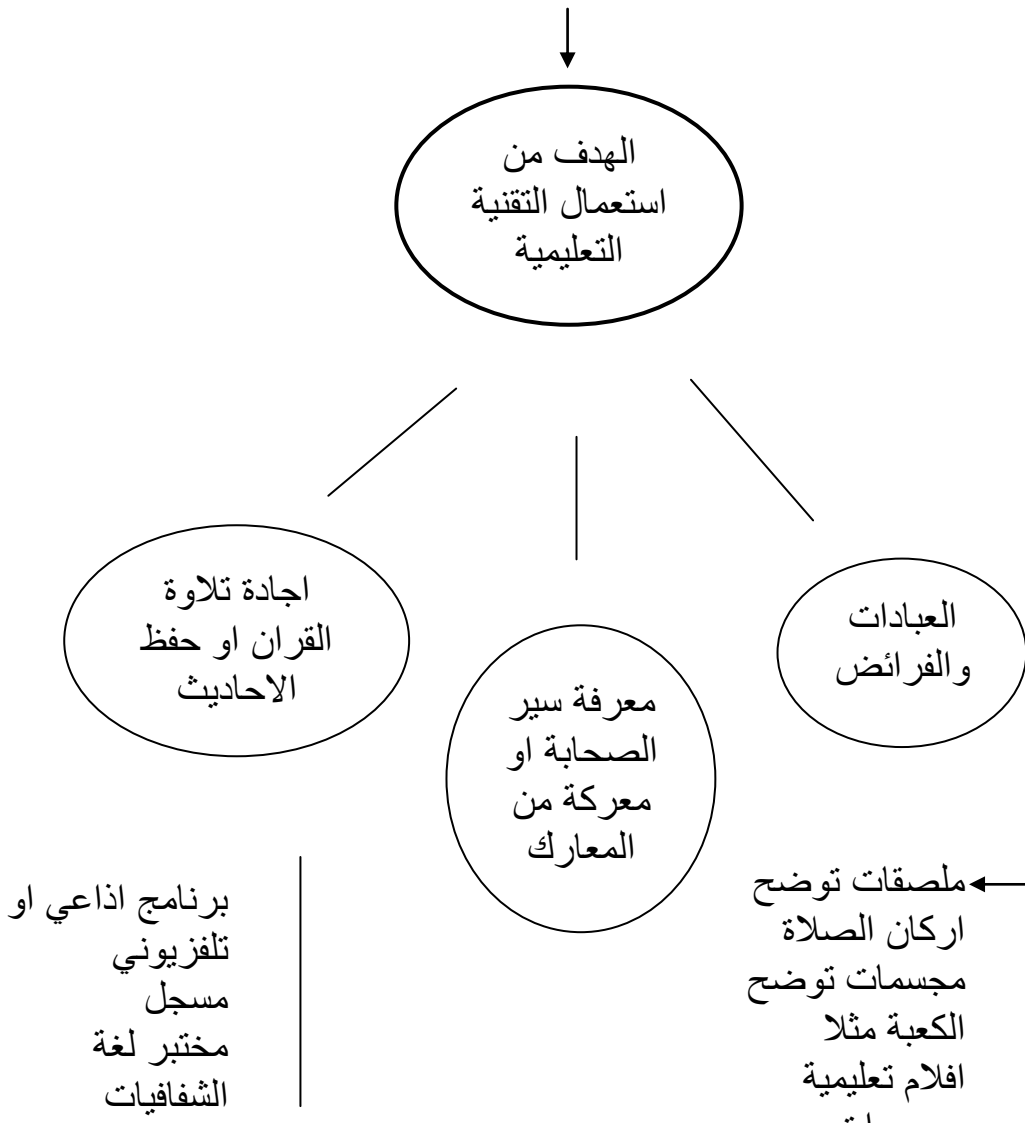 الهدف من
استعمال التقنية
التعليمية
العبادات
والفرائض
معرفة سير
الصحابة او
معركة من
المعارك
اجادة تلاوة
القران او حفظ
الاحاديث
ملصقات توضح
اركان الصلاة
مجسمات توضح
الكعبة مثلا
افلام تعليمية
برنامج اذاعي او
تلفزيوني
مسجل
مختبر لغة
الشفافيات